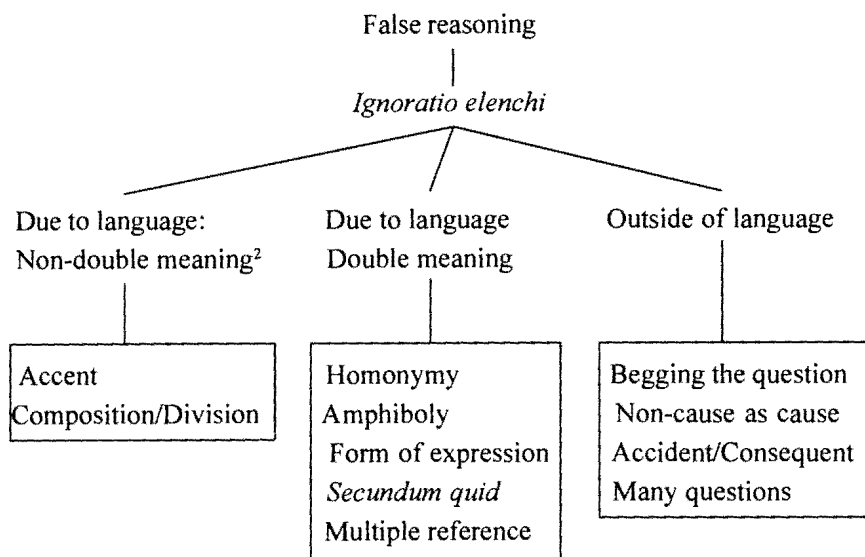 False reasoning
Ignoratio elenchi
Due to language:
Non-double meaning²
Due to language
Double meaning
Outside of language
Accent
Composition/Division
Homonymy
Amphiboly
Form of expression
Secundum quid
Multiple reference
Begging the question
Non-cause as cause
Accident/Consequent
Many questions